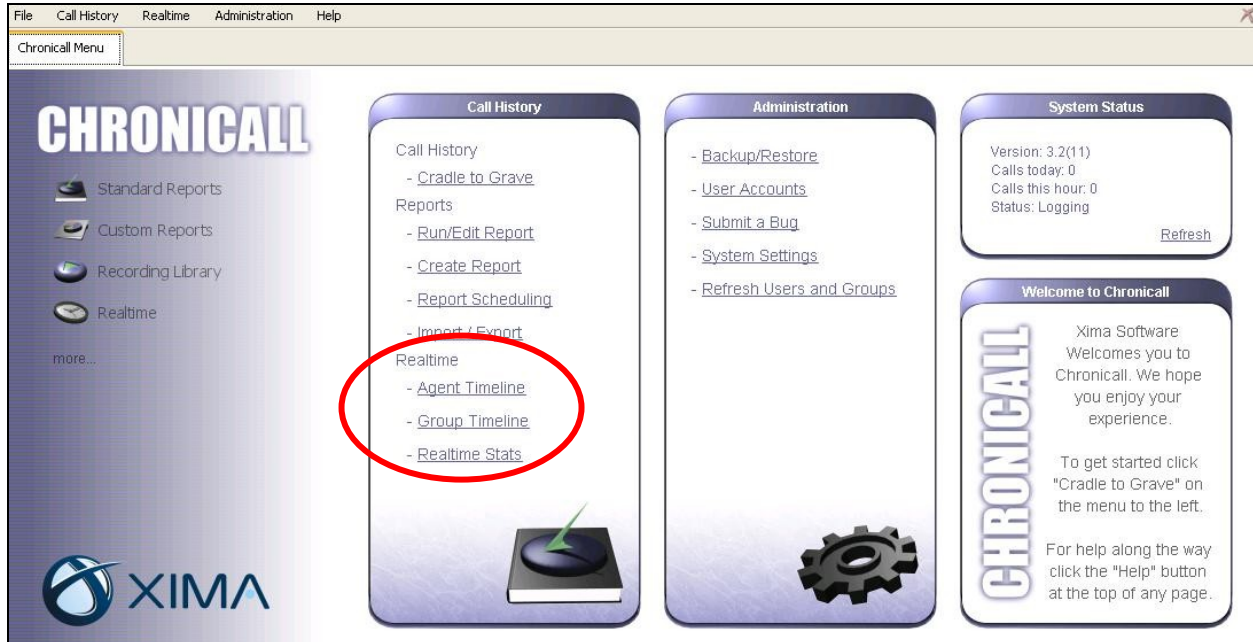 File Call History Realtime Administration Help
Chronicall Menu
CHRONICALL
Standard Reports
Custom Reports
Recording Library
Realtime
more...
XIMA
Call History
Call History
- Cradle to Grave
Reports
- Run/Edit Report
- Create Report
- Report Scheduling
- Import / Export
Realtime
- Agent Timeline
- Group Timeline
- Realtime Stats
Administration
- Backup/Restore
- User Accounts
- Submit a Bug
- System Settings
- Refresh Users and Groups
System Status
Version: 3.2(11)
Calls today: 0
Calls this hour: 0
Status: Logging
Refresh
Welcome to Chronicall
CHRONICALL
Xima Software
Welcomes you to
Chronicall. We hope
you enjoy your
experience.
To get started click
"Cradle to Grave" on
the menu to the left.
For help along the way
click the "Help" button
at the top of any page.